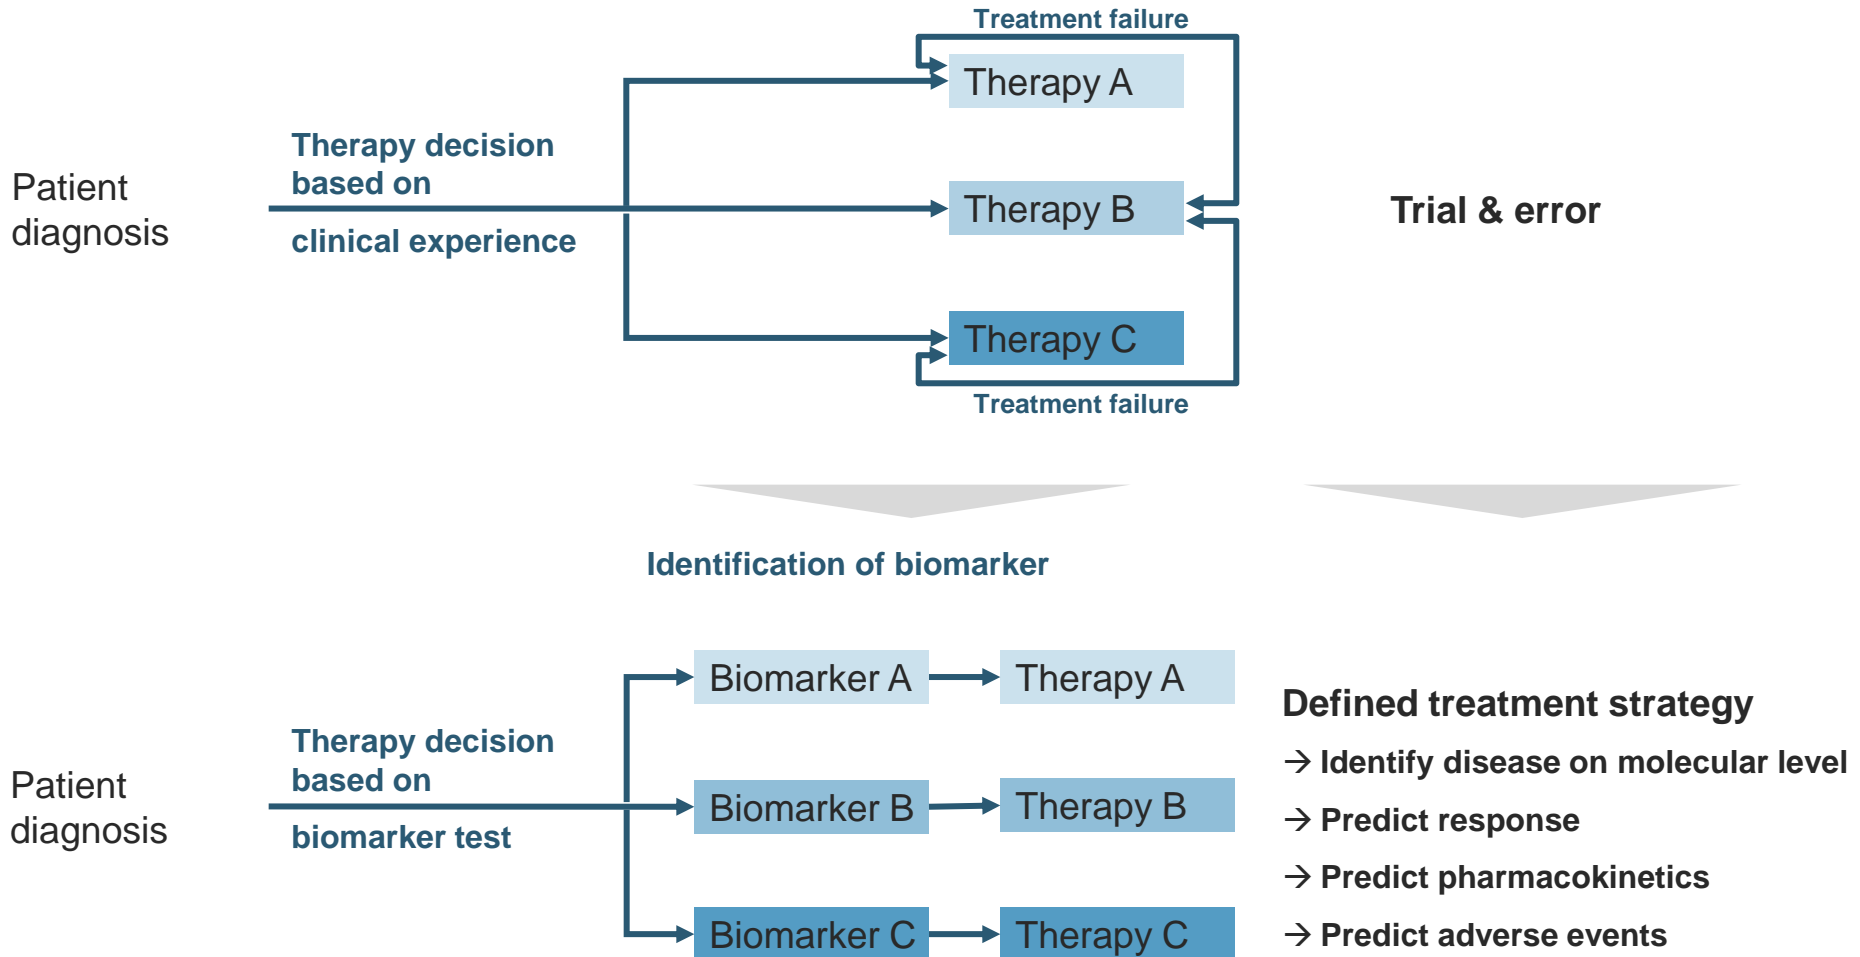 Treatment failure
Therapy A
Therapy decision
based on
Patient
diagnosis
Therapy B
Trial & error
clinical experience
Therapy C
Treatment failure
Identification of biomarker
Biomarker A
Therapy A
Defined treatment strategy
Therapy decision
based on
→ Identify disease on molecular level
Patient
diagnosis
Biomarker B
Therapy B
→ Predict response
biomarker test
→ Predict pharmacokinetics
Biomarker C
Therapy C
→ Predict adverse events